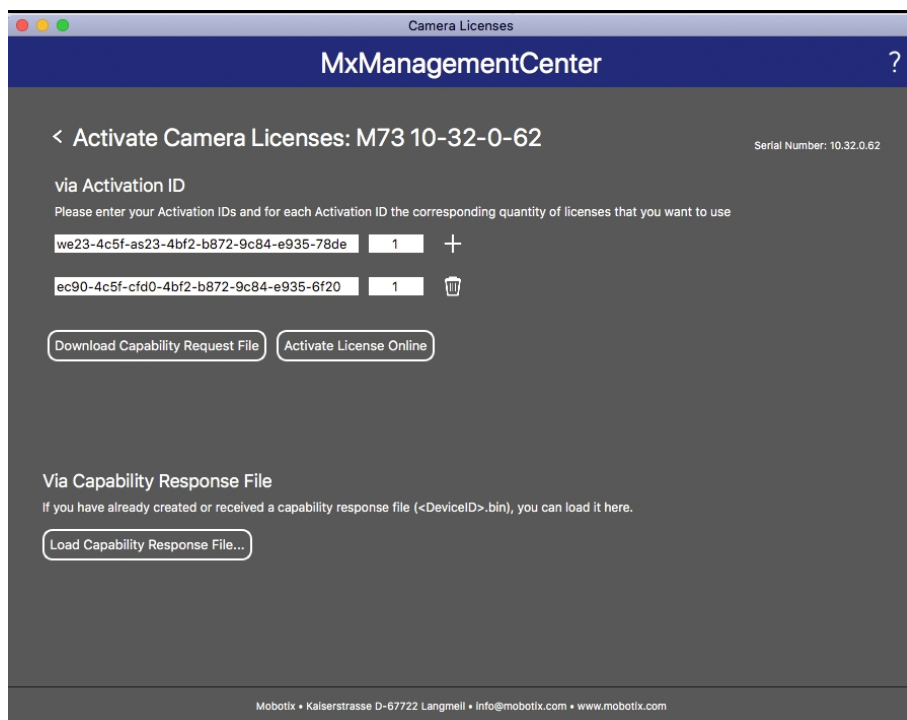 Camera Licenses
MxManagementCenter
?
< Activate Camera Licenses: M73 10-32-0-62
Serial Number: 10.32.0.62
via Activation ID
Please enter your Activation IDs and for each Activation ID the corresponding quantity of licenses that you want to use
we23-4c5f-as23-4bf2-b872-9c84-e935-78de 1
ec90-4c5f-cfd0-4bf2-b872-9c84-e935-6f20 1
Download Capability Request File Activate License Online
Via Capability Response File
If you have already created or received a capability response file (<DeviceID>.bin), you can load it here.
Load Capability Response File...
Mobotix • Kaiserstrasse D-67722 Langmeil • info@mobotix.com • www.mobotix.com